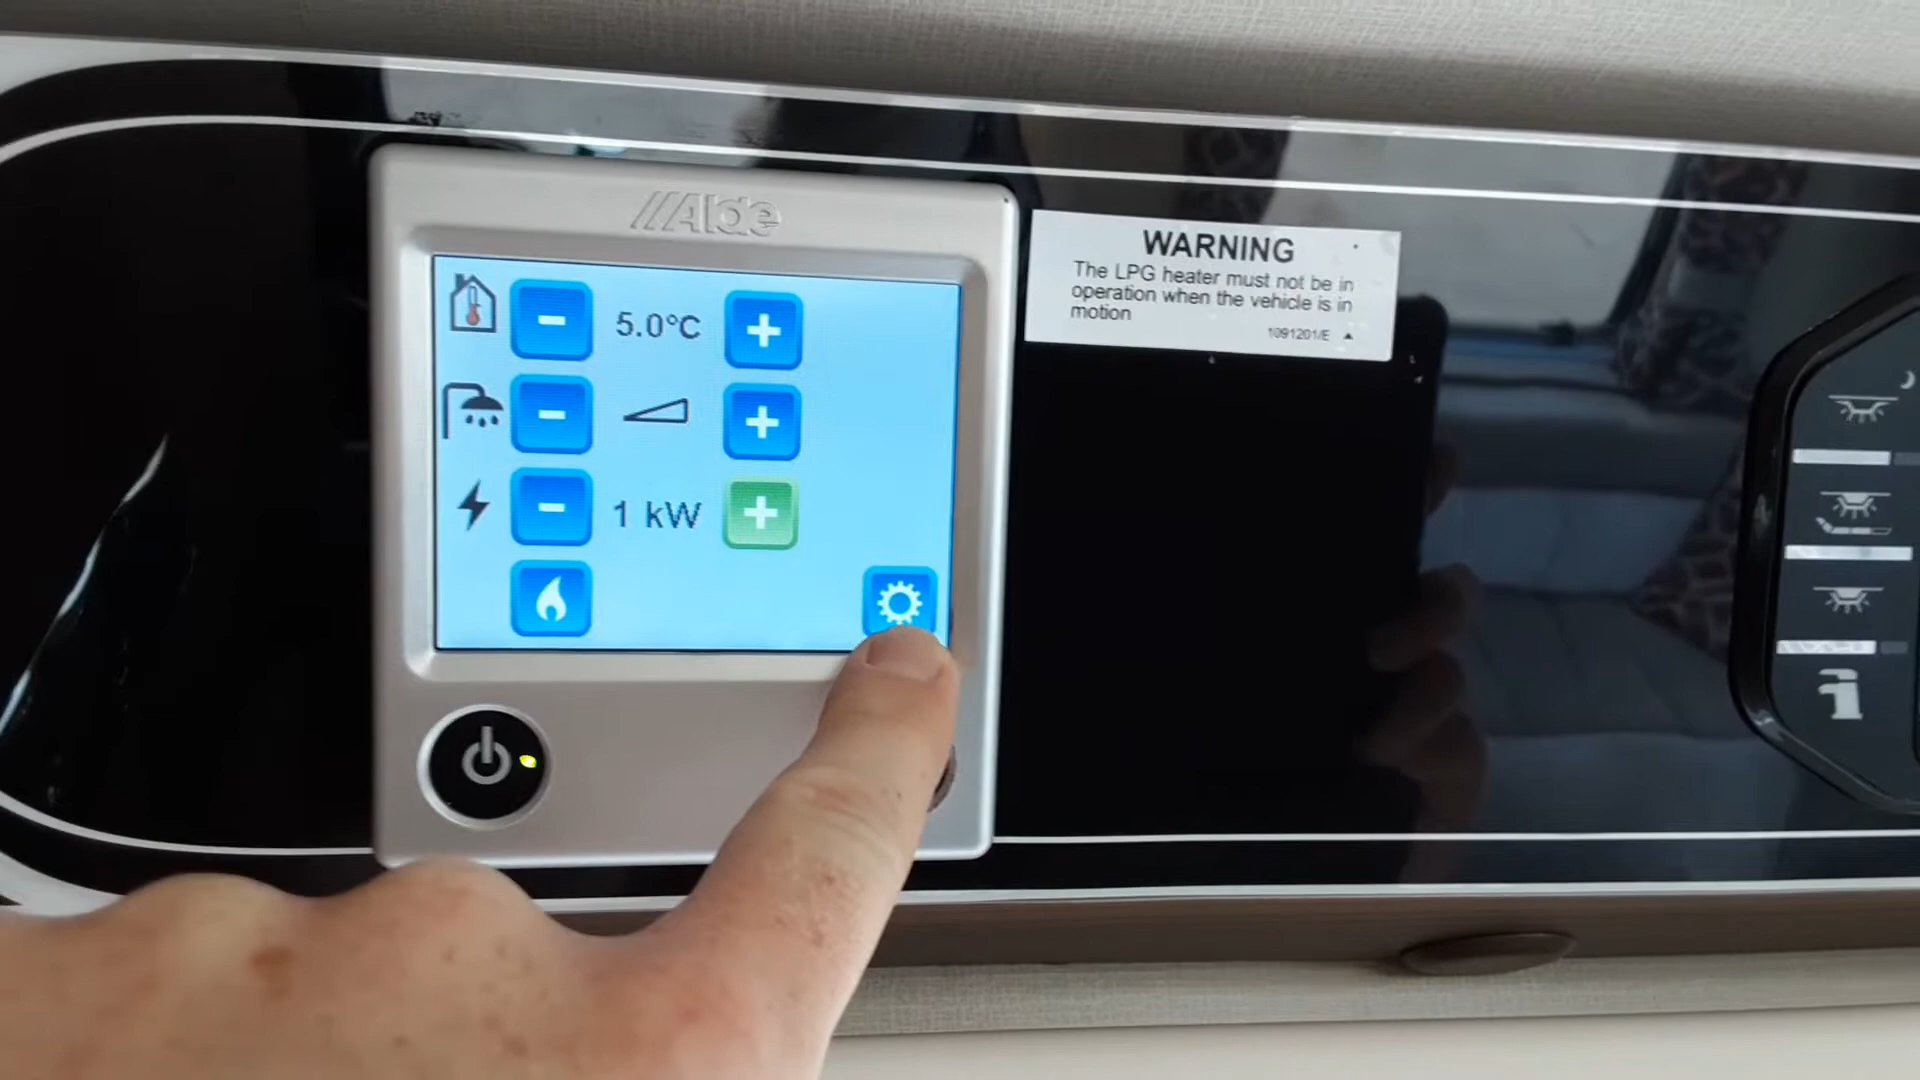 Alde
5.0°C
1 kW
WARNING
The LPG heater must not be in
operation when the vehicle is in
motion
1091201/E